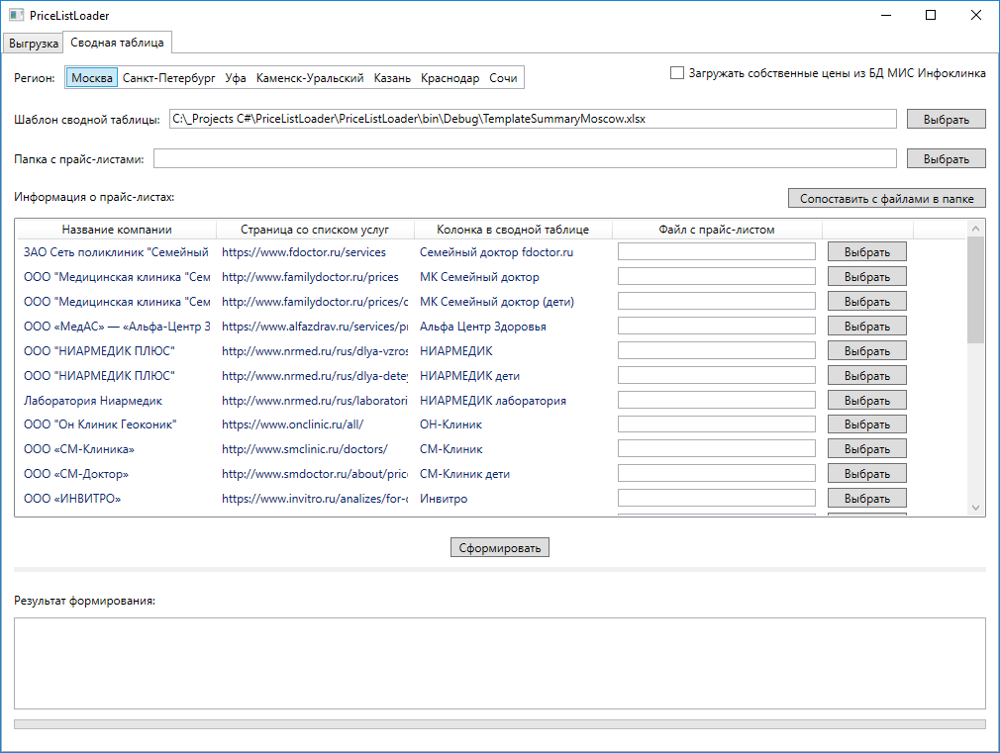 PriceListLoader
Выгрузка Сводная таблица
Регион: Москва Санкт-Петербург Уфа Каменск-Уральский Казань Краснодар Сочи Загружать собственные цены из БД МИС Инфоклинка
Шаблон сводной таблицы: C:\_Projects C#\PriceListLoader\PriceListLoader\bin\Debug\TemplateSummaryMoscow.xlsx Выбрать
Папка с прайс-листами: Выбрать
Информация о прайс-листах: Сопоставить с файлами в папке
Название компании Страница со списком услуг Колонка в сводной таблице Файл с прайс-листом
ЗАО Сеть поликлиник "Семейный https://www.fdoctor.ru/services Семейный доктор fdoctor.ru Выбрать
ООО "Медицинская клиника "Сем http://www.familydoctor.ru/prices МК Семейный доктор Выбрать
ООО "Медицинская клиника "Сем http://www.familydoctor.ru/prices/c МК Семейный доктор (дети) Выбрать
ООО «МедАС» — «Альфа-Центр З https://www.alfazdrav.ru/services/pr Альфа Центр Здоровья Выбрать
ООО "НИАРМЕДИК ПЛЮС" http://www.nrmed.ru/rus/dlya-vzros НИАРМЕДИК Выбрать
ООО "НИАРМЕДИК ПЛЮС" http://www.nrmed.ru/rus/dlya-detey НИАРМЕДИК дети Выбрать
Лаборатория Ниармедик http://www.nrmed.ru/rus/laboratori НИАРМЕДИК лаборатория Выбрать
ООО "Он Клиник Геоконик" https://www.onclinic.ru/all/ ОН-Клиник Выбрать
ООО «СМ-Клиника» http://www.smclinic.ru/doctors/ СМ-Клиник Выбрать
ООО «СМ-Доктор» http://www.smdoctor.ru/about/price СМ-Клиник дети Выбрать
ООО «ИНВИТРО» https://www.invitro.ru/analizes/for-c Инвитро Выбрать
Сформировать
Результат формирования: